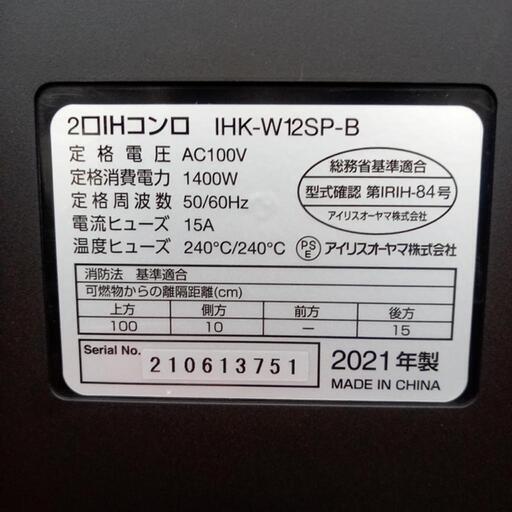 2口IHコンロ IHK-W12SP-B
定格電圧 AC100V
定格消費電力 1400W
定格周波数 50/60Hz
電流ヒューズ 15A
温度ヒューズ 240°C/240°C
総務省基準適合
型式確認 第IRIH-84号
アイリスオーヤマ株式会社
PSE アイリスオーヤマ株式会社
消防法 基準適合
可燃物からの離隔距離(cm)
上方 側方 前方 後方
100 10 — 15
Serial No. 210613751
2021年製
MADE IN CHINA